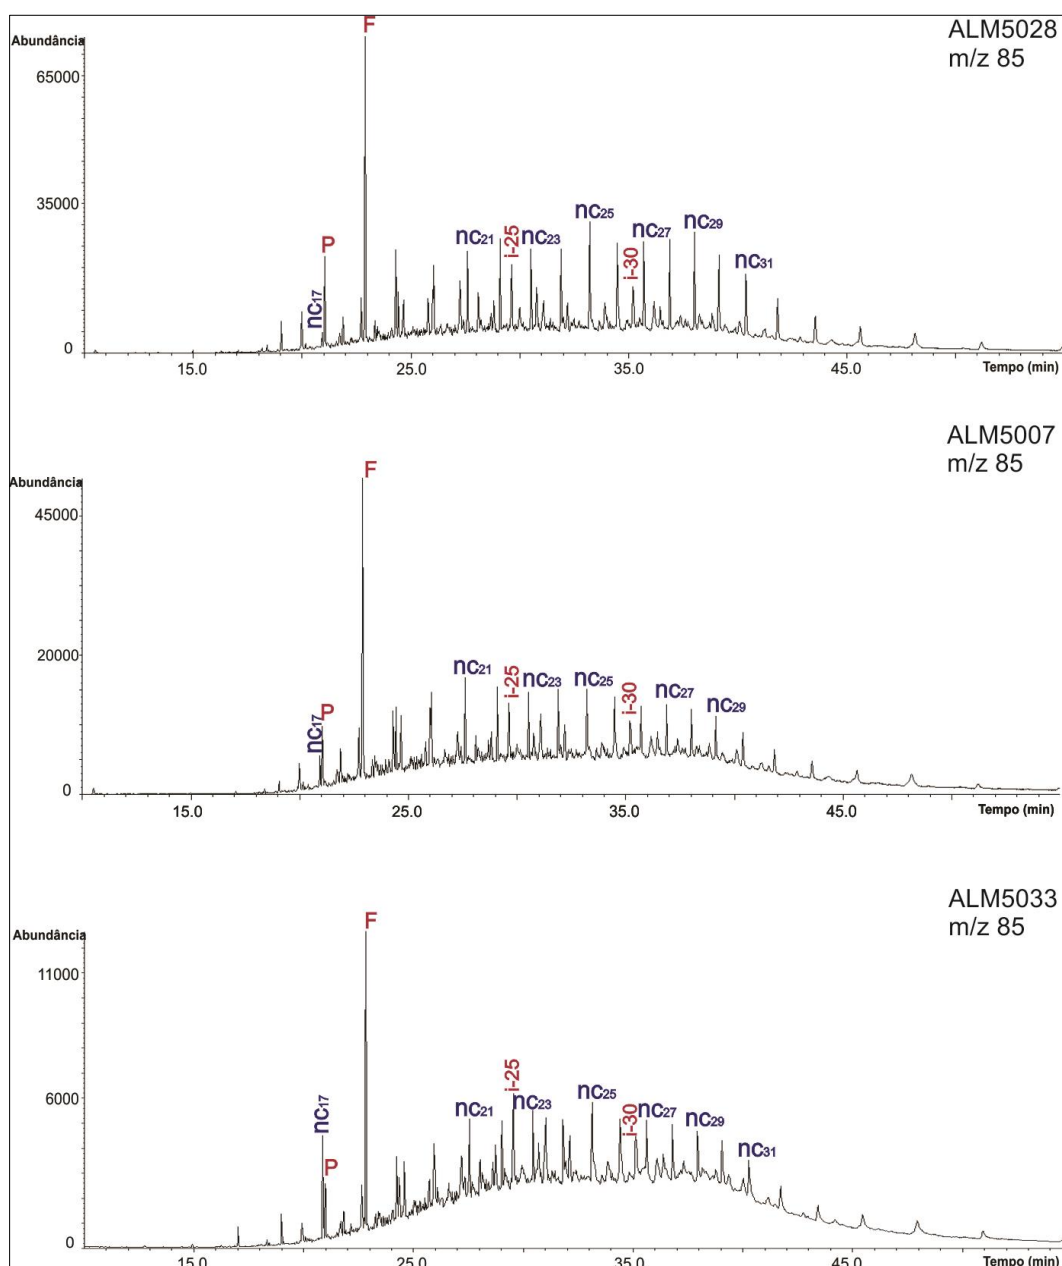 ALM5028
m/z 85
Abundância
F
65000
35000
P
nC17
nC21
i-25
nC23
nC25
i-30
nC27
nC29
nC31
0
15.0 25.0 35.0 45.0 Tempo (min)
ALM5007
m/z 85
Abundância
F
45000
20000
nC17
P
nC21
i-25
nC23
nC25
i-30
nC27
nC29
0
15.0 25.0 35.0 45.0 Tempo (min)
ALM5033
m/z 85
Abundância
F
11000
6000
nC17
P
nC21
i-25
nC23
nC25
i-30
nC27
nC29
nC31
0
15.0 25.0 35.0 45.0 Tempo (min)